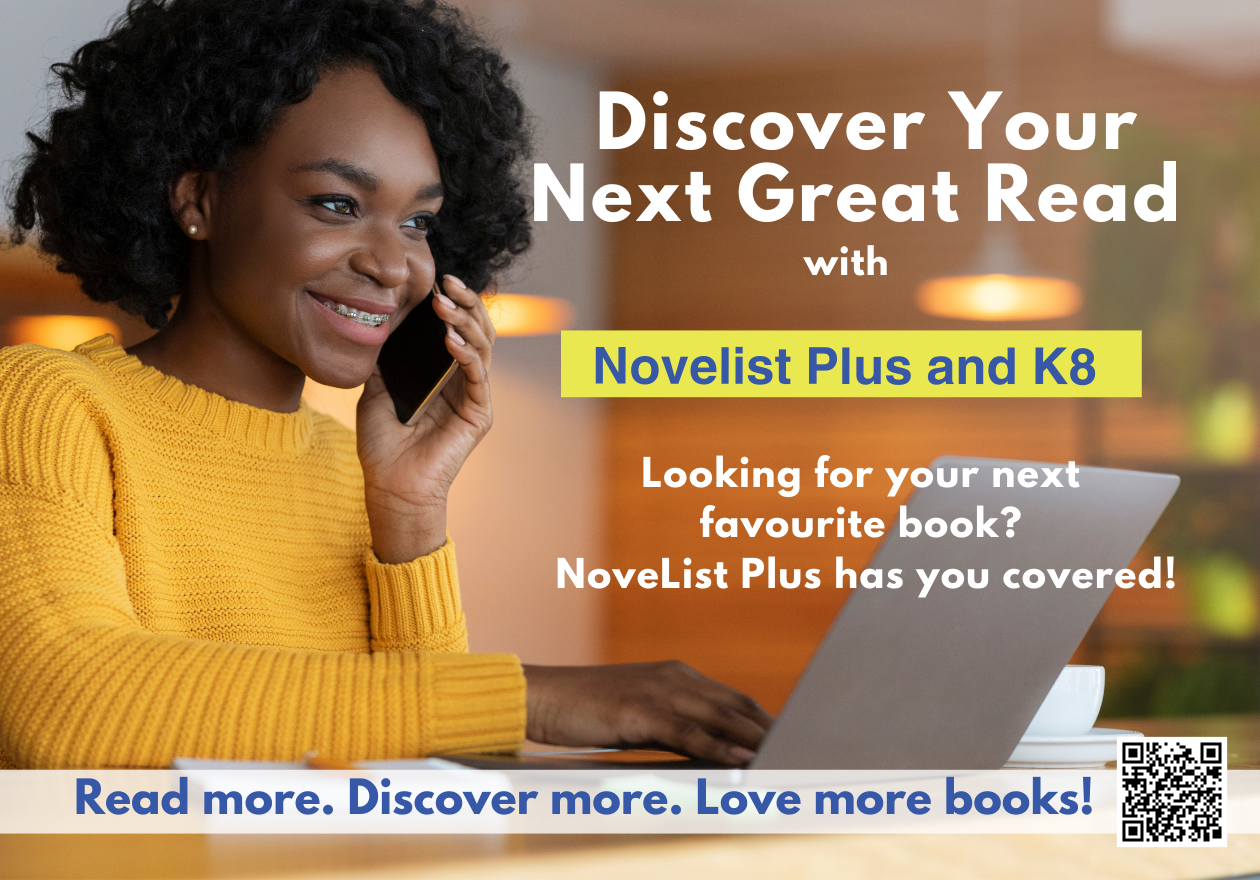 Discover Your
Next Great Read
with
Novelist Plus and K8
Looking for your next
favourite book?
NoveList Plus has you covered!
Read more. Discover more. Love more books!